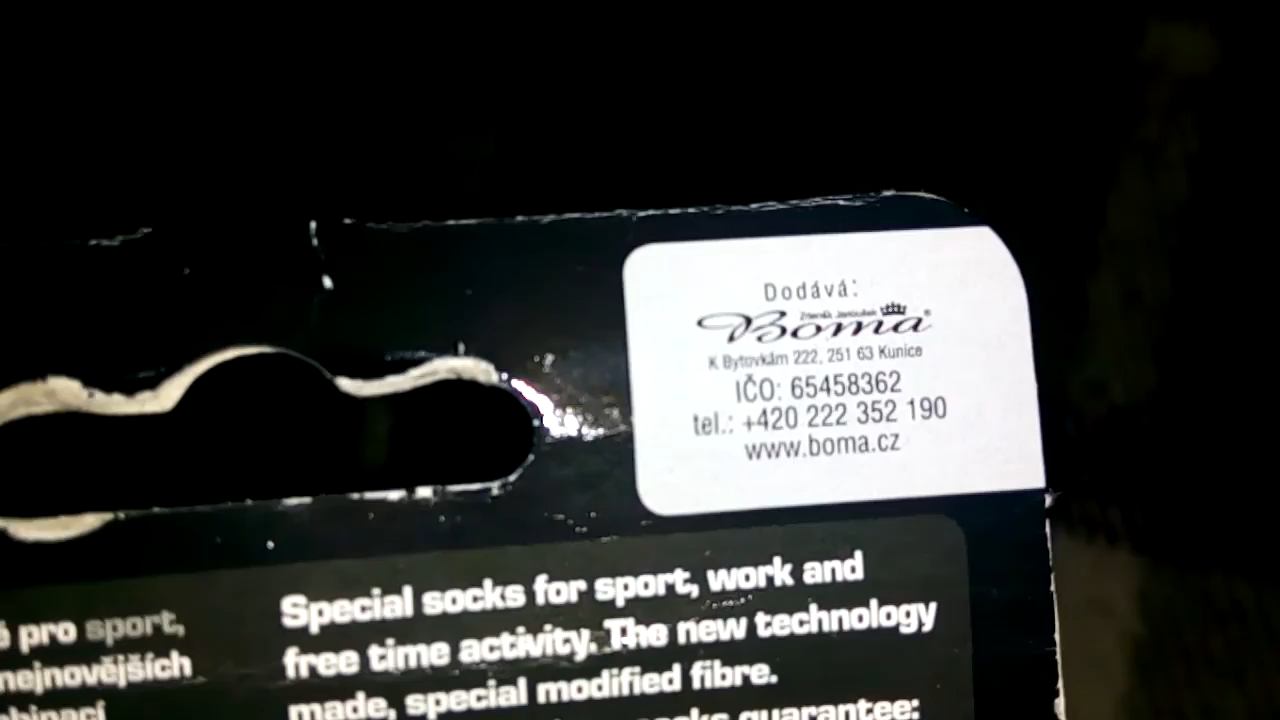 Dodává:
Zdeněk Janoušek
Boma®
K Bytovkám 222, 251 63 Kunice
IČO: 65458362
tel.: +420 222 352 190
www.boma.cz
pro sport,
nejnovějších
Special socks for sport, work and
free time activity. The new technology
made, special modified fibre.
socks guarantee: